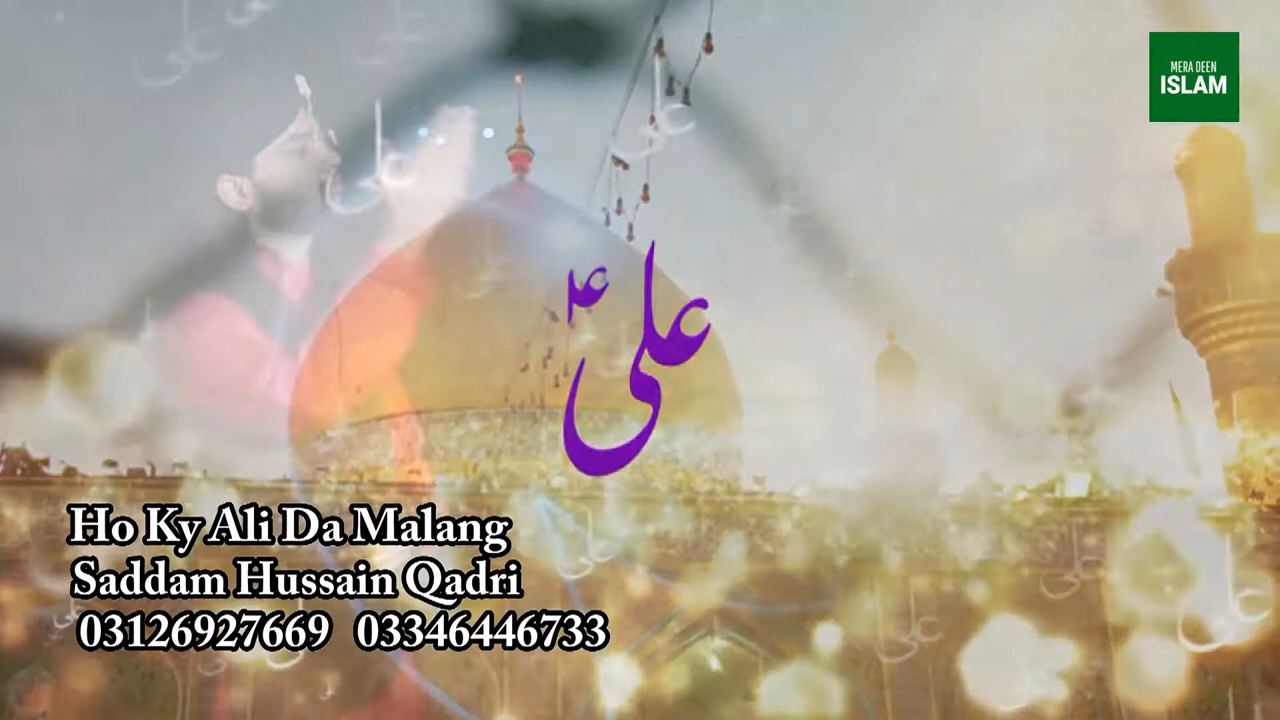 MERA DEEN
ISLAM
علی ؑ
Ho Ky Ali Da Malang
Saddam Hussain Qadri
03126927669 03346446733